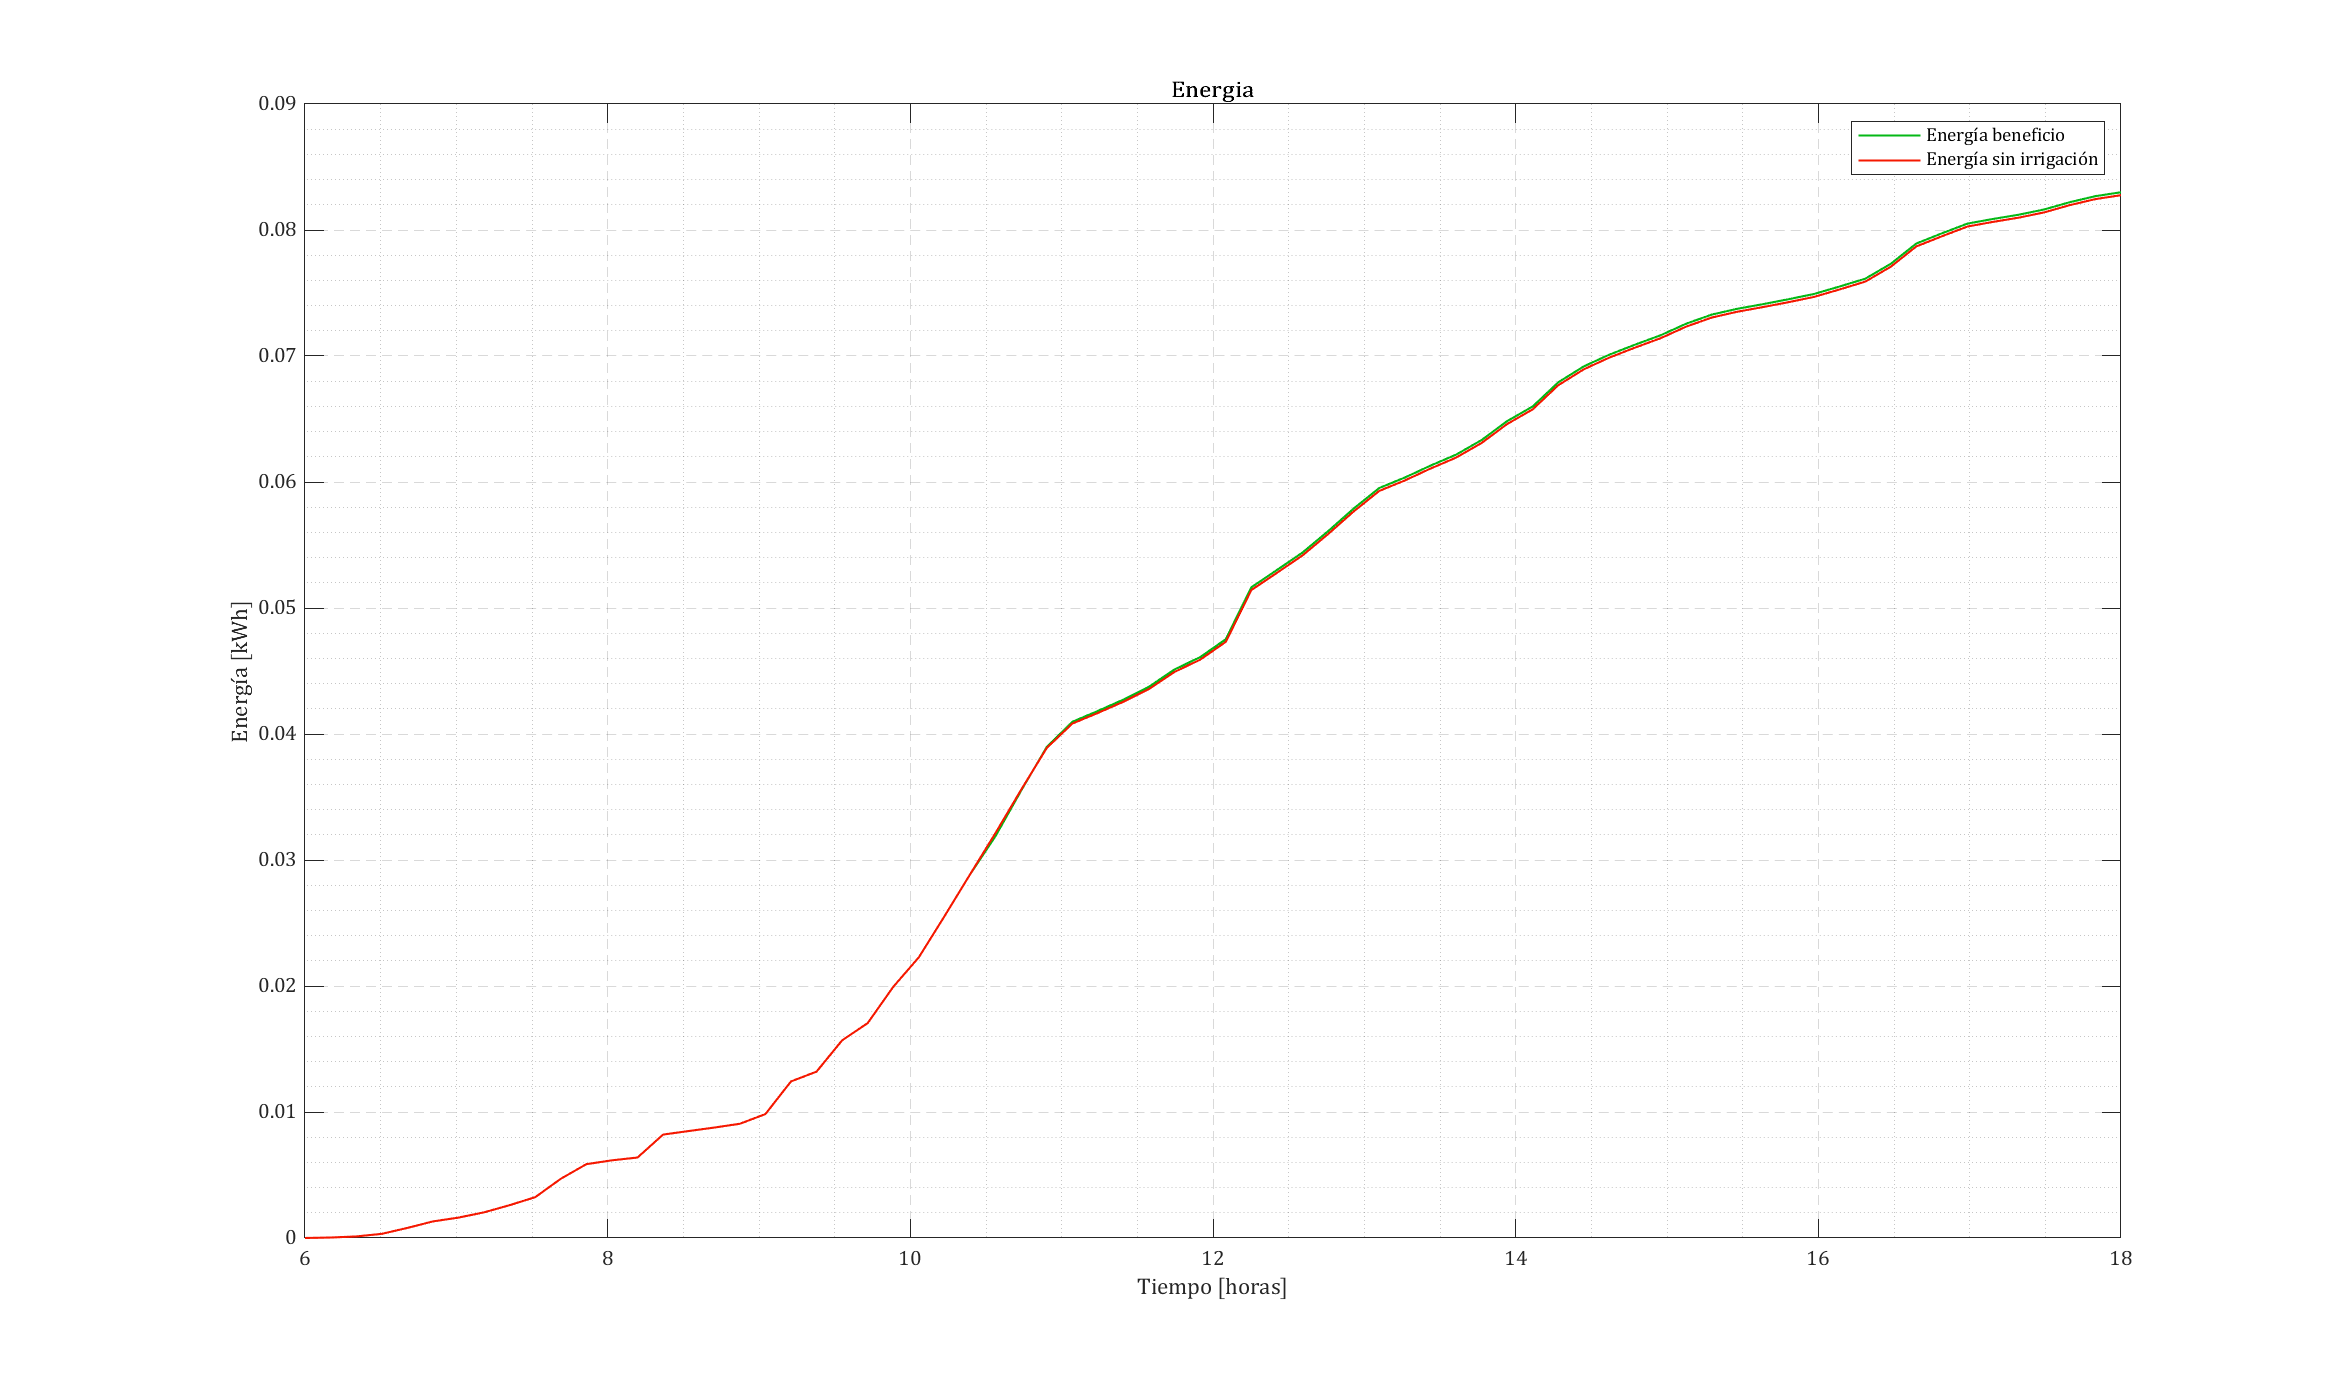 Energia
Energía beneficio
Energía sin irrigación
0.09
0.08
0.07
0.06
0.05
0.04
0.03
0.02
0.01
0
Energía [kWh]
6 8 10 12 14 16 18
Tiempo [horas]